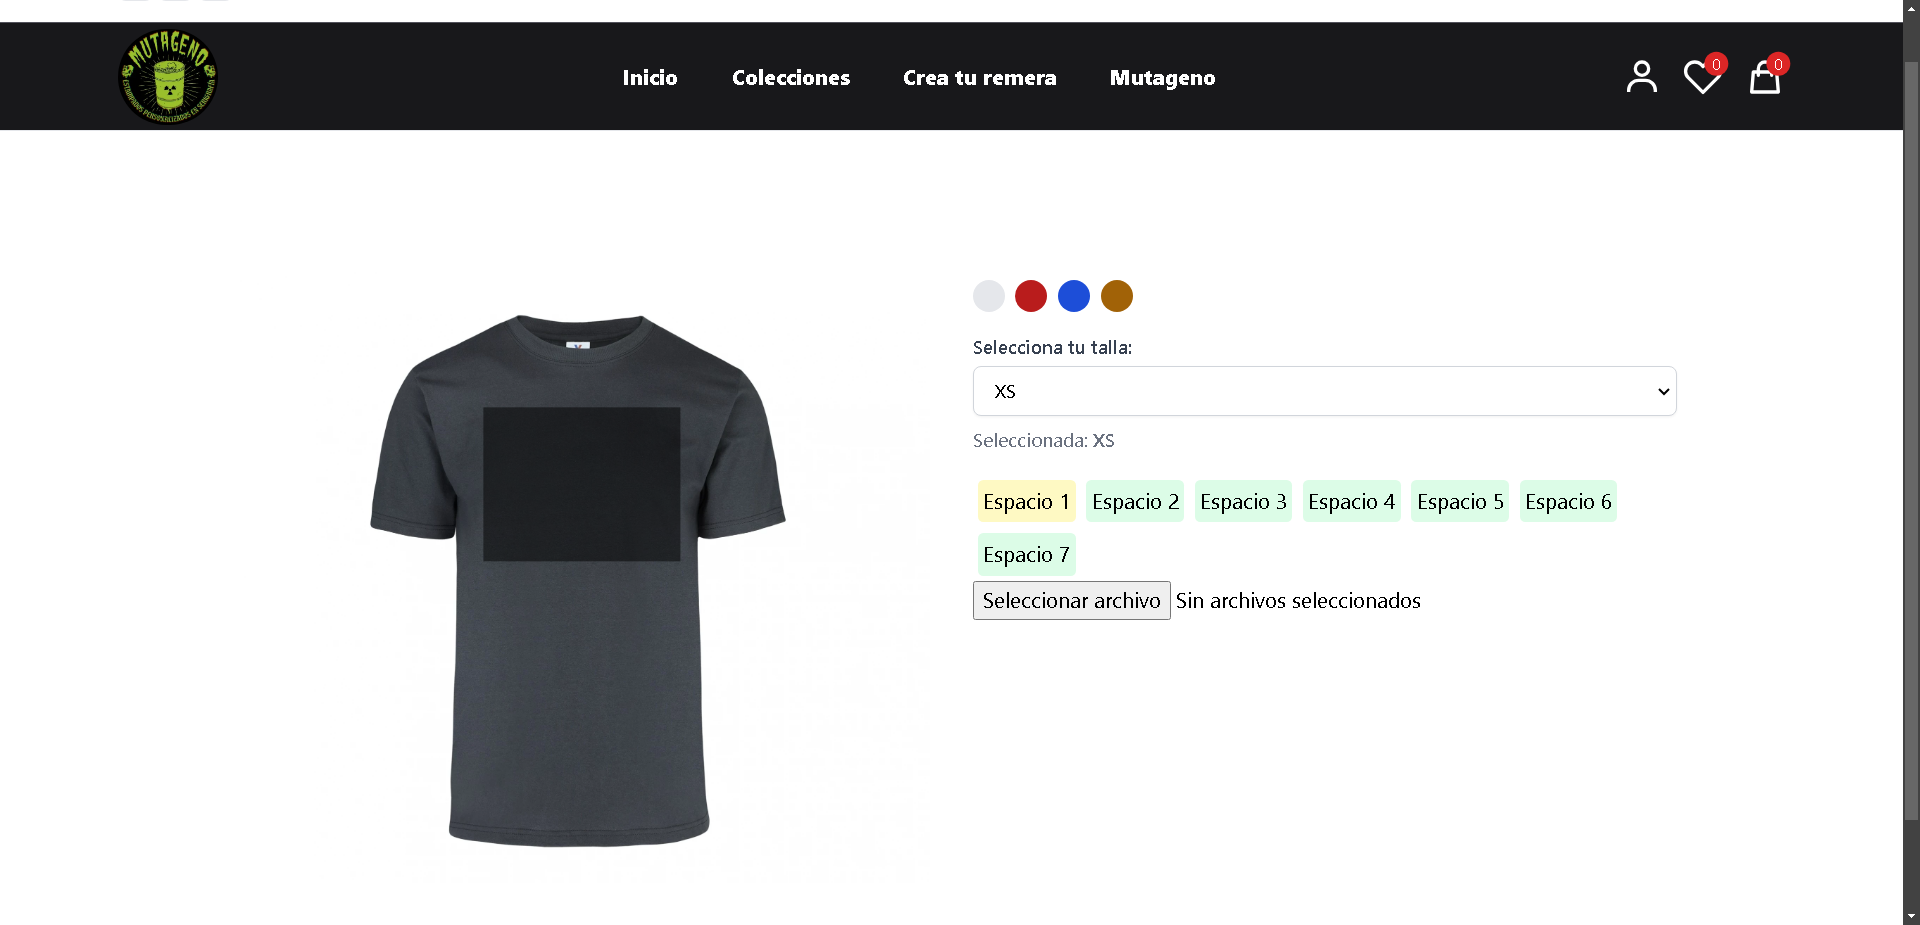 MUTAGENO
ESTAMPADOS PERSONALIZADOS EN SERIGRAFIA
Inicio
Colecciones
Crea tu remera
Mutageno
0
0
Selecciona tu talla:
XS
Seleccionada: XS
Espacio 1
Espacio 2
Espacio 3
Espacio 4
Espacio 5
Espacio 6
Espacio 7
Seleccionar archivo Sin archivos seleccionados